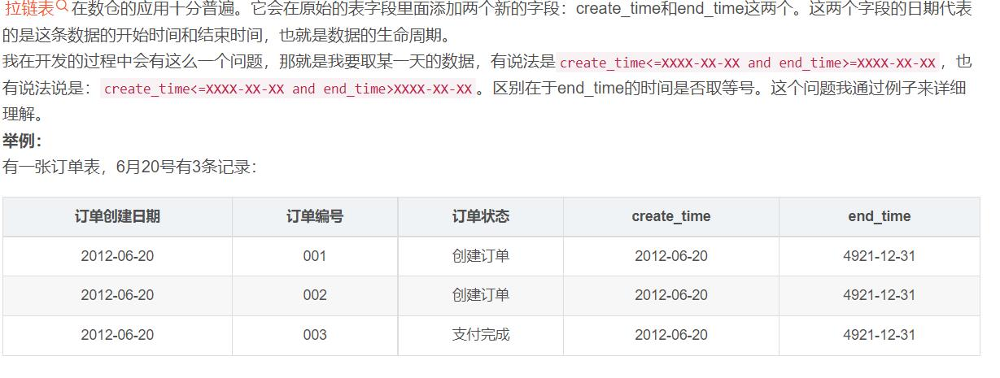 拉链表在数仓的应用十分普遍。它会在原始的表字段里面添加两个新的字段：create_time和end_time这两个。这两个字段的日期代表
的是这条数据的开始时间和结束时间，也就是数据的生命周期。
我在开发的过程中会有这么一个问题，那就是我要取某一天的数据，有说法是 create_time<=XXXX-XX-XX and end_time>=XXXX-XX-XX，也
有说法说是：create_time<=XXXX-XX-XX and end_time>XXXX-XX-XX。区别在于end_time的时间是否取等号。这个问题我通过例子来详细
理解。
举例：
有一张订单表，6月20号有3条记录：
订单创建日期 订单编号 订单状态 create_time end_time
2012-06-20 001 创建订单 2012-06-20 4921-12-31
2012-06-20 002 创建订单 2012-06-20 4921-12-31
2012-06-20 003 支付完成 2012-06-20 4921-12-31